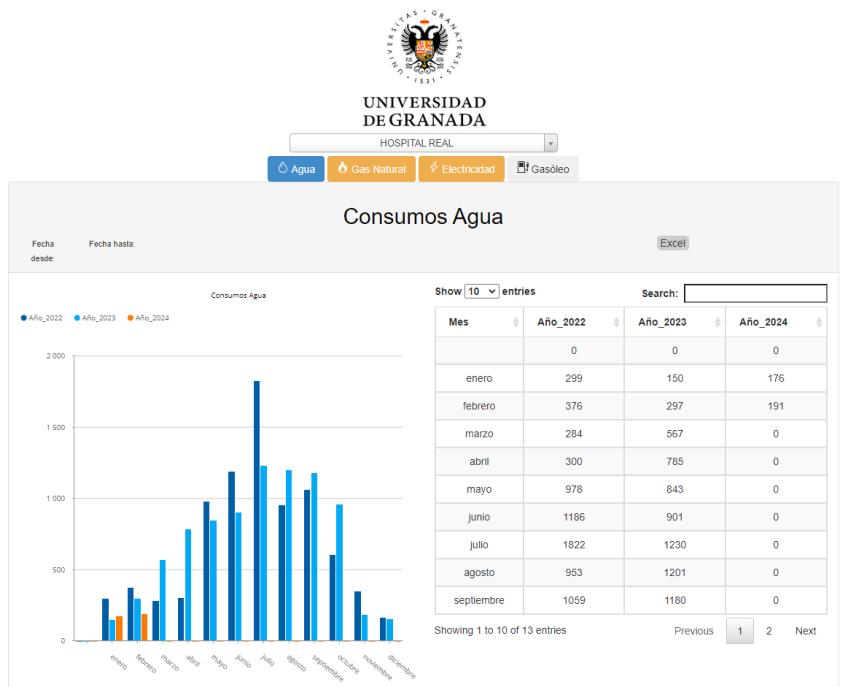 UNIVERSITAS · GRANATENSIS · 1531 ·
UNIVERSIDAD
DE GRANADA
HOSPITAL REAL
Agua Gas Natural Electricidad Gasóleo
Consumos Agua
Fecha desde: Fecha hasta: Excel
Consumos Agua
Año_2022 Año_2023 Año_2024
2 000
1 500
1 000
500
0
enero febrero marzo abril mayo junio julio agosto septiembre octubre noviembre diciembre
Show 10 entries Search:
Mes Año_2022 Año_2023 Año_2024
0 0 0
enero 299 150 176
febrero 376 297 191
marzo 284 567 0
abril 300 785 0
mayo 978 843 0
junio 1186 901 0
julio 1822 1230 0
agosto 953 1201 0
septiembre 1059 1180 0
Showing 1 to 10 of 13 entries Previous 1 2 Next